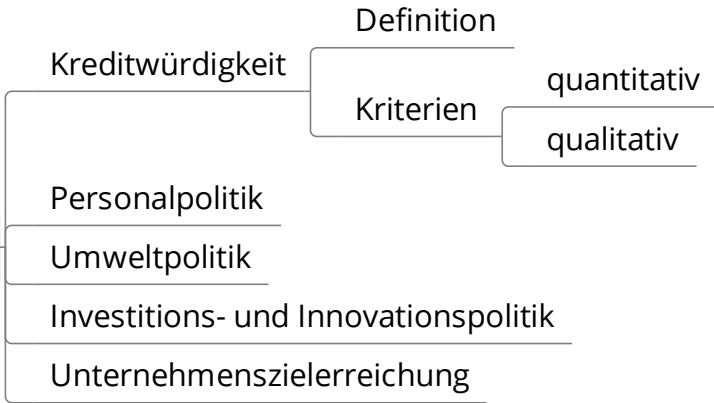 Definition
Kreditwürdigkeit
quantitativ
Kriterien
qualitativ
Personalpolitik
Umweltpolitik
Investitions- und Innovationspolitik
Unternehmenszielerreichung